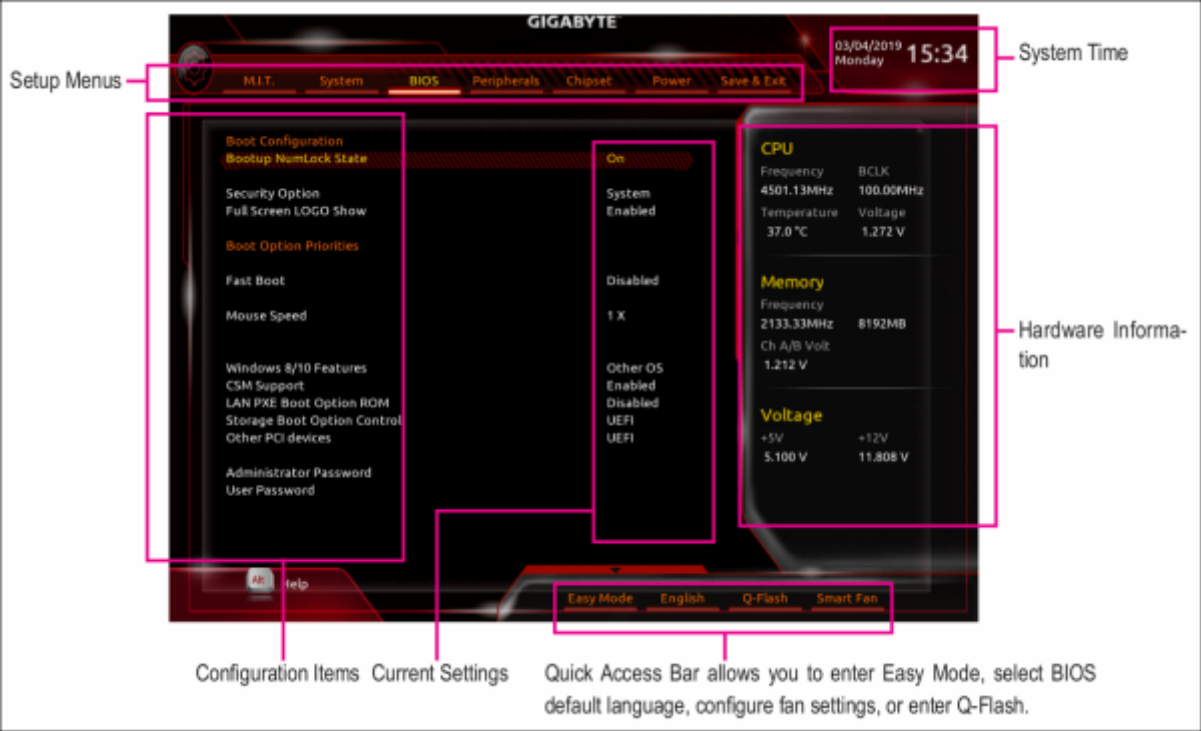 GIGABYTE
03/04/2019
Monday
15:34
System Time
Setup Menus
M.I.T. System BIOS Peripherals Chipset Power Save & Exit
Boot Configuration
Bootup NumLock State On
Security Option System
Full Screen LOGO Show Enabled
Boot Option Priorities
Fast Boot Disabled
Mouse Speed 1 X
Windows 8/10 Features Other OS
CSM Support Enabled
LAN PXE Boot Option ROM Disabled
Storage Boot Option Control UEFI
Other PCI devices UEFI
Administrator Password
User Password
CPU
Frequency BCLK
4501.13MHz 100.00MHz
Temperature Voltage
37.0 °C 1.272 V
Memory
Frequency
2133.33MHz 8192MB
Ch A/B Volt
1.212 V
Voltage
+5V +12V
5.100 V 11.808 V
Hardware Informa-
tion
Alt Help
Easy Mode English Q-Flash Smart Fan
Configuration Items Current Settings
Quick Access Bar allows you to enter Easy Mode, select BIOS
default language, configure fan settings, or enter Q-Flash.